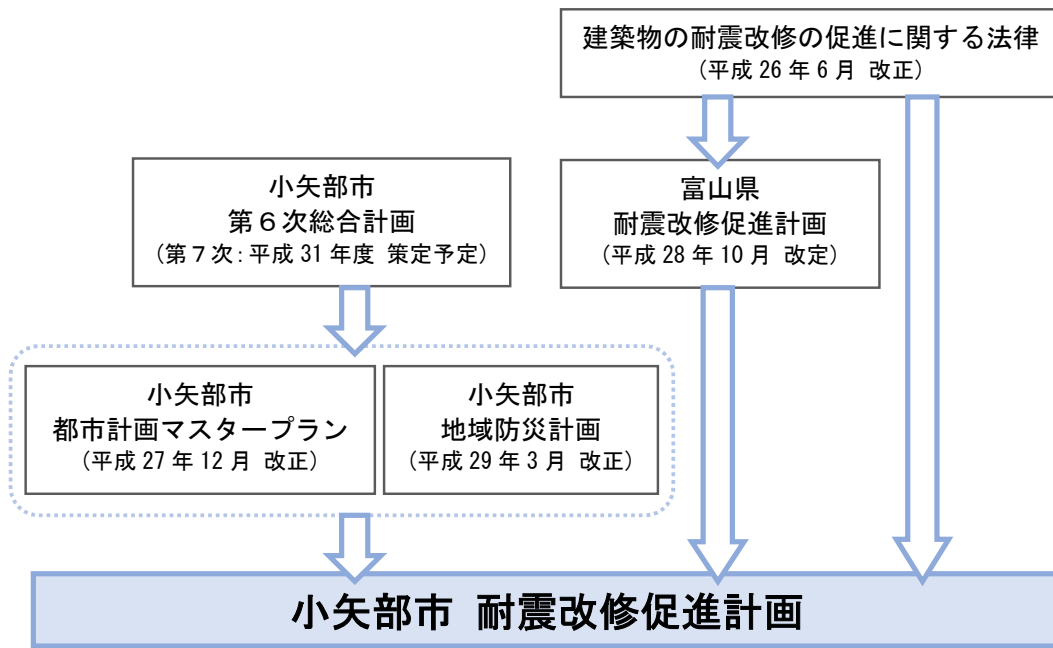 建築物の耐震改修の促進に関する法律
(平成 26 年 6 月 改正)
小矢部市
第６次総合計画
(第７次：平成 31 年度 策定予定)
富山県
耐震改修促進計画
(平成 28 年 10 月 改定)
小矢部市
都市計画マスタープラン
(平成 27 年 12 月 改正)
小矢部市
地域防災計画
(平成 29 年 3 月 改正)
小矢部市 耐震改修促進計画